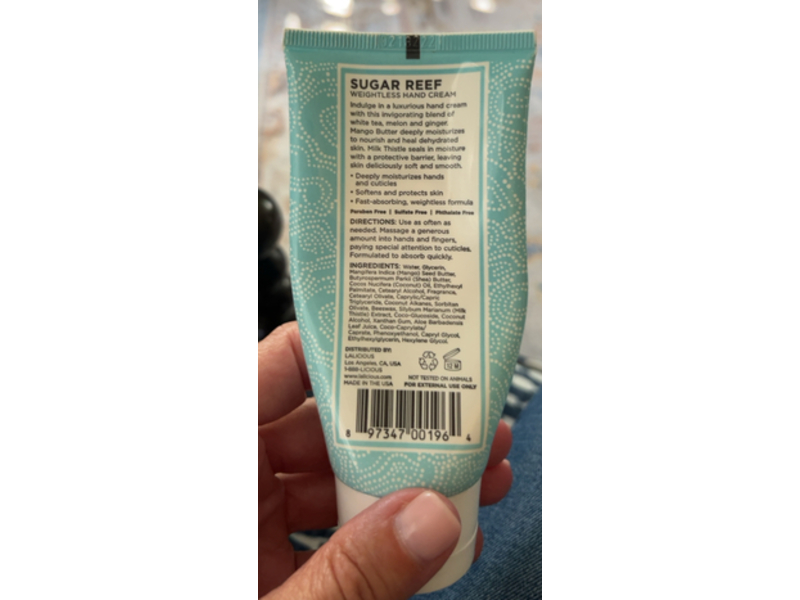 SUGAR REEF
WEIGHTLESS HAND CREAM
Indulge in a luxurious hand cream
with this invigorating blend of
white tea, melon and ginger.
Mango Butter deeply moisturizes
to nourish and heal dehydrated
skin. Milk Thistle seals in moisture
with a protective barrier, leaving
skin deliciously soft and smooth.
• Deeply moisturizes hands
and cuticles
• Softens and protects skin
• Fast-absorbing, weightless formula
Paraben Free | Sulfate Free | Phthalate Free
DIRECTIONS: Use as often as
needed. Massage a generous
amount into hands and fingers,
paying special attention to cuticles.
Formulated to absorb quickly.
INGREDIENTS: Water, Glycerin,
Mangifera Indica (Mango) Seed Butter,
Butyrospermum Parkii (Shea) Butter,
Cocos Nucifera (Coconut) Oil, Ethylhexyl
Palmitate, Cetearyl Alcohol, Fragrance,
Cetearyl Olivate, Caprylic/Capric
Triglyceride, Coconut Alkanes, Sorbitan
Olivate, Beeswax, Silybum Marianum (Milk
Thistle) Extract, Coco-Glucoside, Coconut
Alcohol, Xanthan Gum, Aloe Barbadensis
Leaf Juice, Coco-Caprylate/
Caprate, Phenoxyethanol, Capryl Glycol,
Ethylhexylglycerin, Hexylene Glycol.
DISTRIBUTED BY:
LALICIOUS
Los Angeles, CA, USA
1-888-LICIOUS
www.lalicious.com
MADE IN THE USA
12 M
NOT TESTED ON ANIMALS
FOR EXTERNAL USE ONLY
8 97347 00196 4